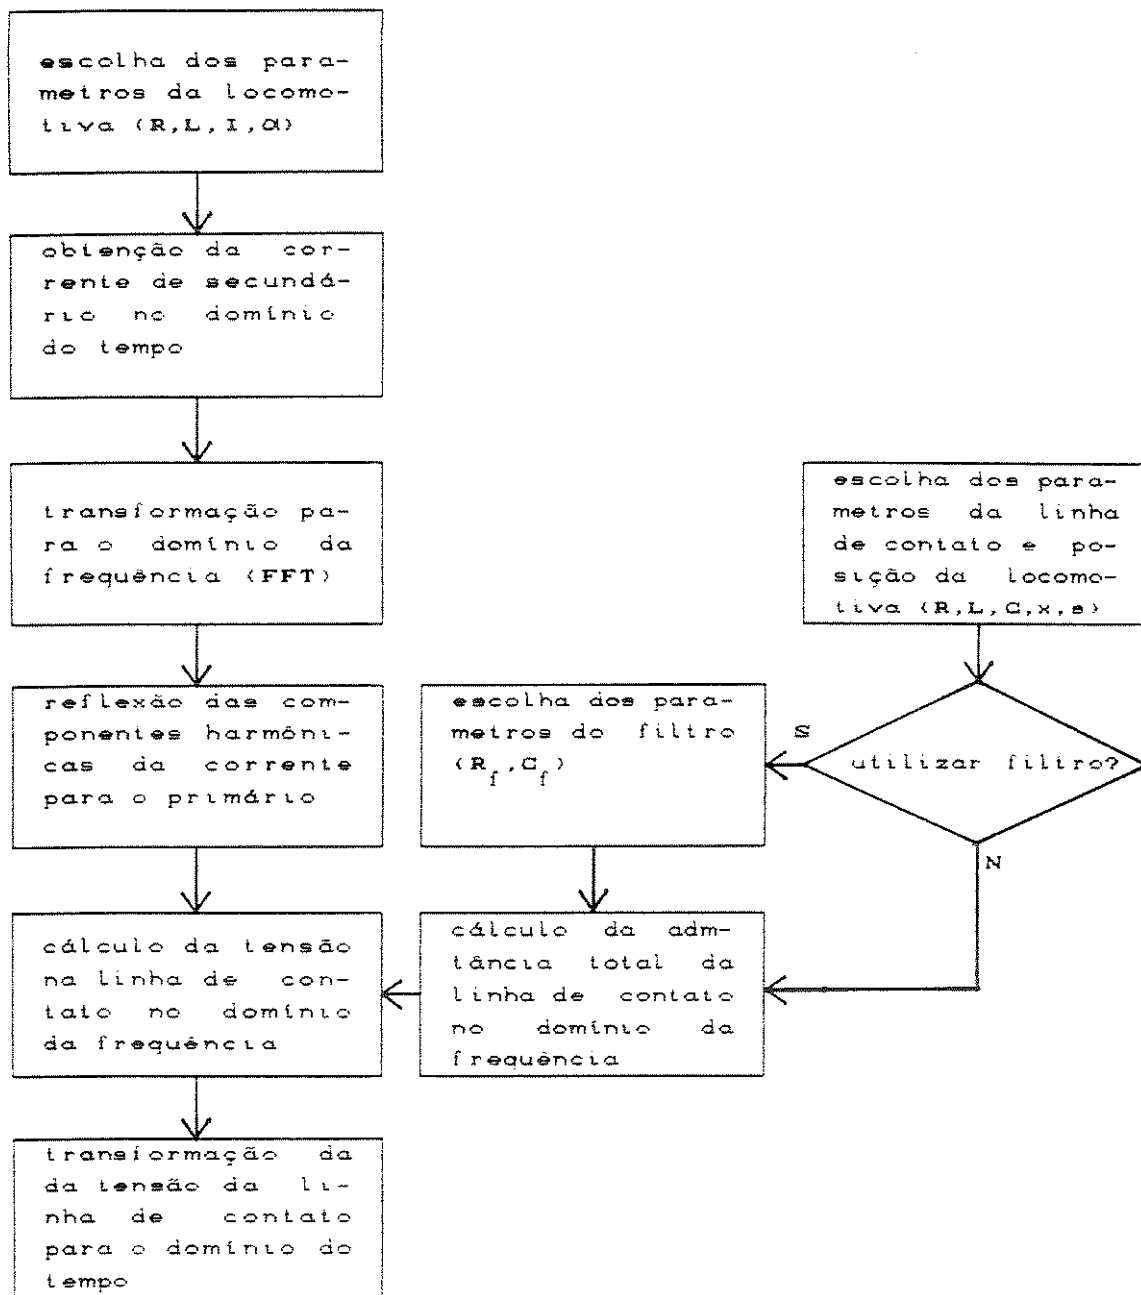 escolha dos para-
metros da locomo-
tiva (R,L,I,α)
obtenção da cor-
rente de secundá-
rio no domínio
do tempo
transformação pa-
ra o domínio da
frequência (FFT)
reflexão das com-
ponentes harmôni-
cas da corrente
para o primário
cálculo da tensão
na linha de con-
tato no domínio
da frequência
transformação da
da tensão da li-
nha de contato
para o domínio do
tempo
escolha dos para-
metros da linha
de contato e po-
sição da locomo-
tiva (R,L,C,x,s)
utilizar filtro?
S
N
escolha dos para-
metros do filtro
(R_f,C_f)
cálculo da adm-
tância total da
linha de contato
no domínio da
frequência